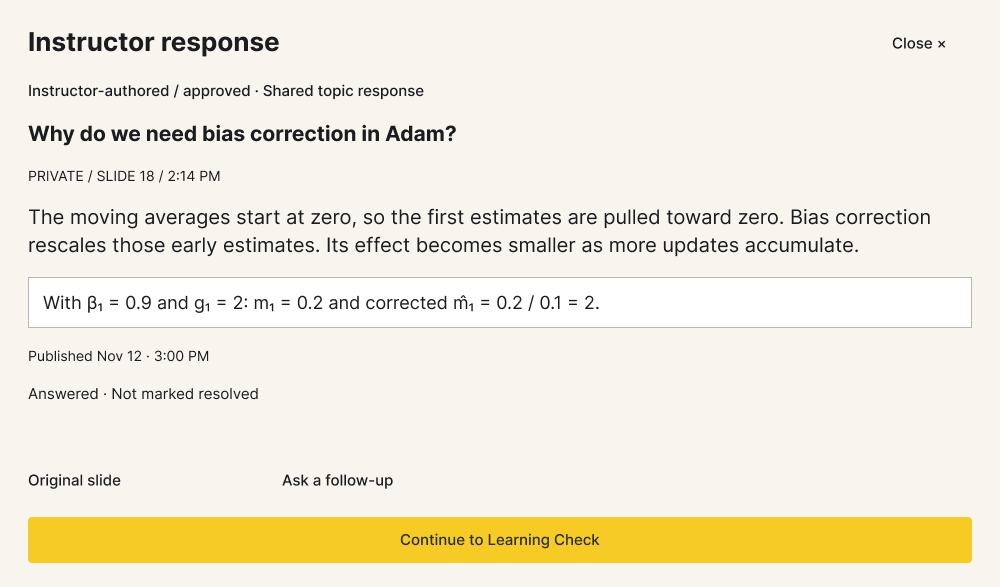 Instructor response
Close ×
Instructor-authored / approved · Shared topic response
Why do we need bias correction in Adam?
PRIVATE / SLIDE 18 / 2:14 PM
The moving averages start at zero, so the first estimates are pulled toward zero. Bias correction
rescales those early estimates. Its effect becomes smaller as more updates accumulate.
With β₁ = 0.9 and g₁ = 2: m₁ = 0.2 and corrected m̂₁ = 0.2 / 0.1 = 2.
Published Nov 12 · 3:00 PM
Answered · Not marked resolved
Original slide
Ask a follow-up
Continue to Learning Check